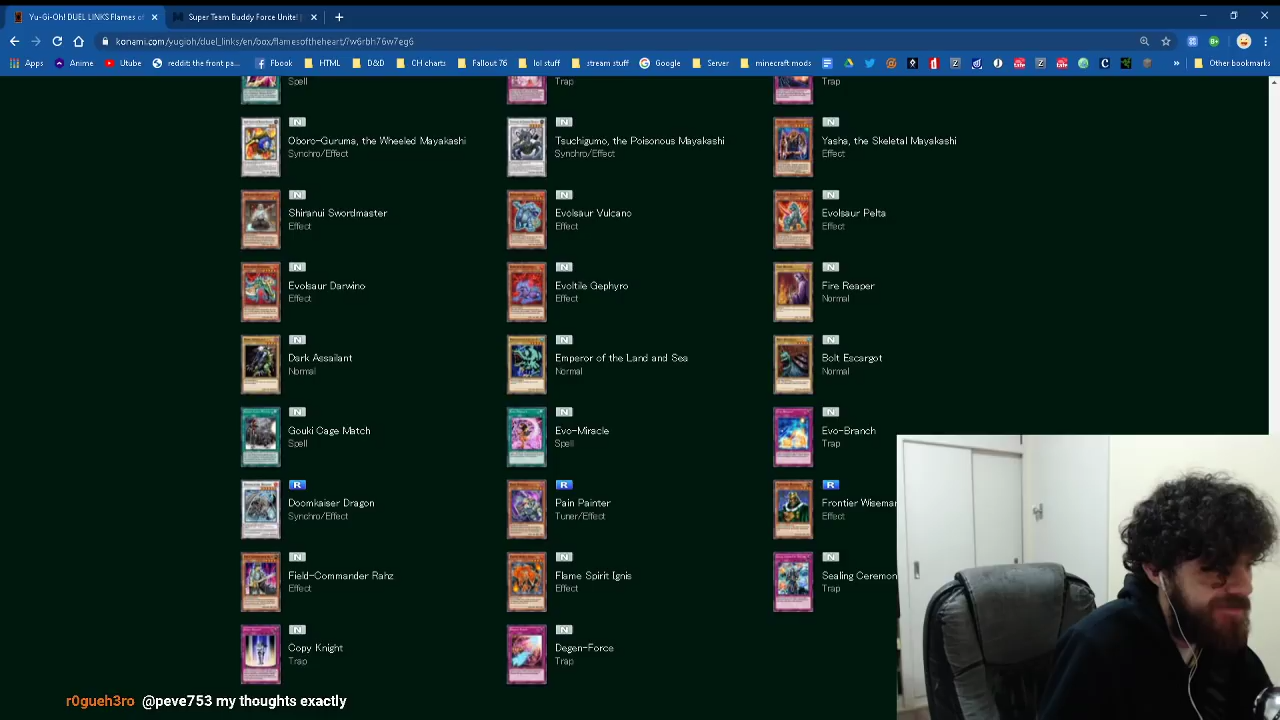 Yu-Gi-Oh! DUEL LINKS Flames of
Super Team Buddy Force Unite!
konami.com/yugioh/duel_links/en/box/flamesoftheheart/?w6rbh76w7eg6
Apps
Anime
Utube
reddit: the front pa...
Fbook
HTML
D&D
CH charts
Fallout 76
lol stuff
stream stuff
Google
Server
minecraft mods
Other bookmarks
Spell
Trap
Trap
N
N
N
Oboro-Guruma, the Wheeled Mayakashi
Tsuchigumo, the Poisonous Mayakashi
Yasha, the Skeletal Mayakashi
Synchro/Effect
Synchro/Effect
Effect
N
N
N
Shiranui Swordmaster
Evolsaur Vulcano
Evolsaur Pelta
Effect
Effect
Effect
N
N
N
Evolsaur Darwino
Evoltile Gephyro
Fire Reaper
Effect
Effect
Normal
N
N
N
Dark Assailant
Emperor of the Land and Sea
Bolt Escargot
Normal
Normal
Normal
N
N
N
Gouki Cage Match
Evo-Miracle
Evo-Branch
Spell
Spell
Trap
R
R
R
Doomkaiser Dragon
Pain Painter
Frontier Wiseman
Synchro/Effect
Tuner/Effect
Effect
N
N
N
Field-Commander Rahz
Flame Spirit Ignis
Sealing Ceremon
Effect
Effect
Trap
N
N
Copy Knight
Degen-Force
Trap
Trap
r0gueh3ro @peve753 my thoughts exactly